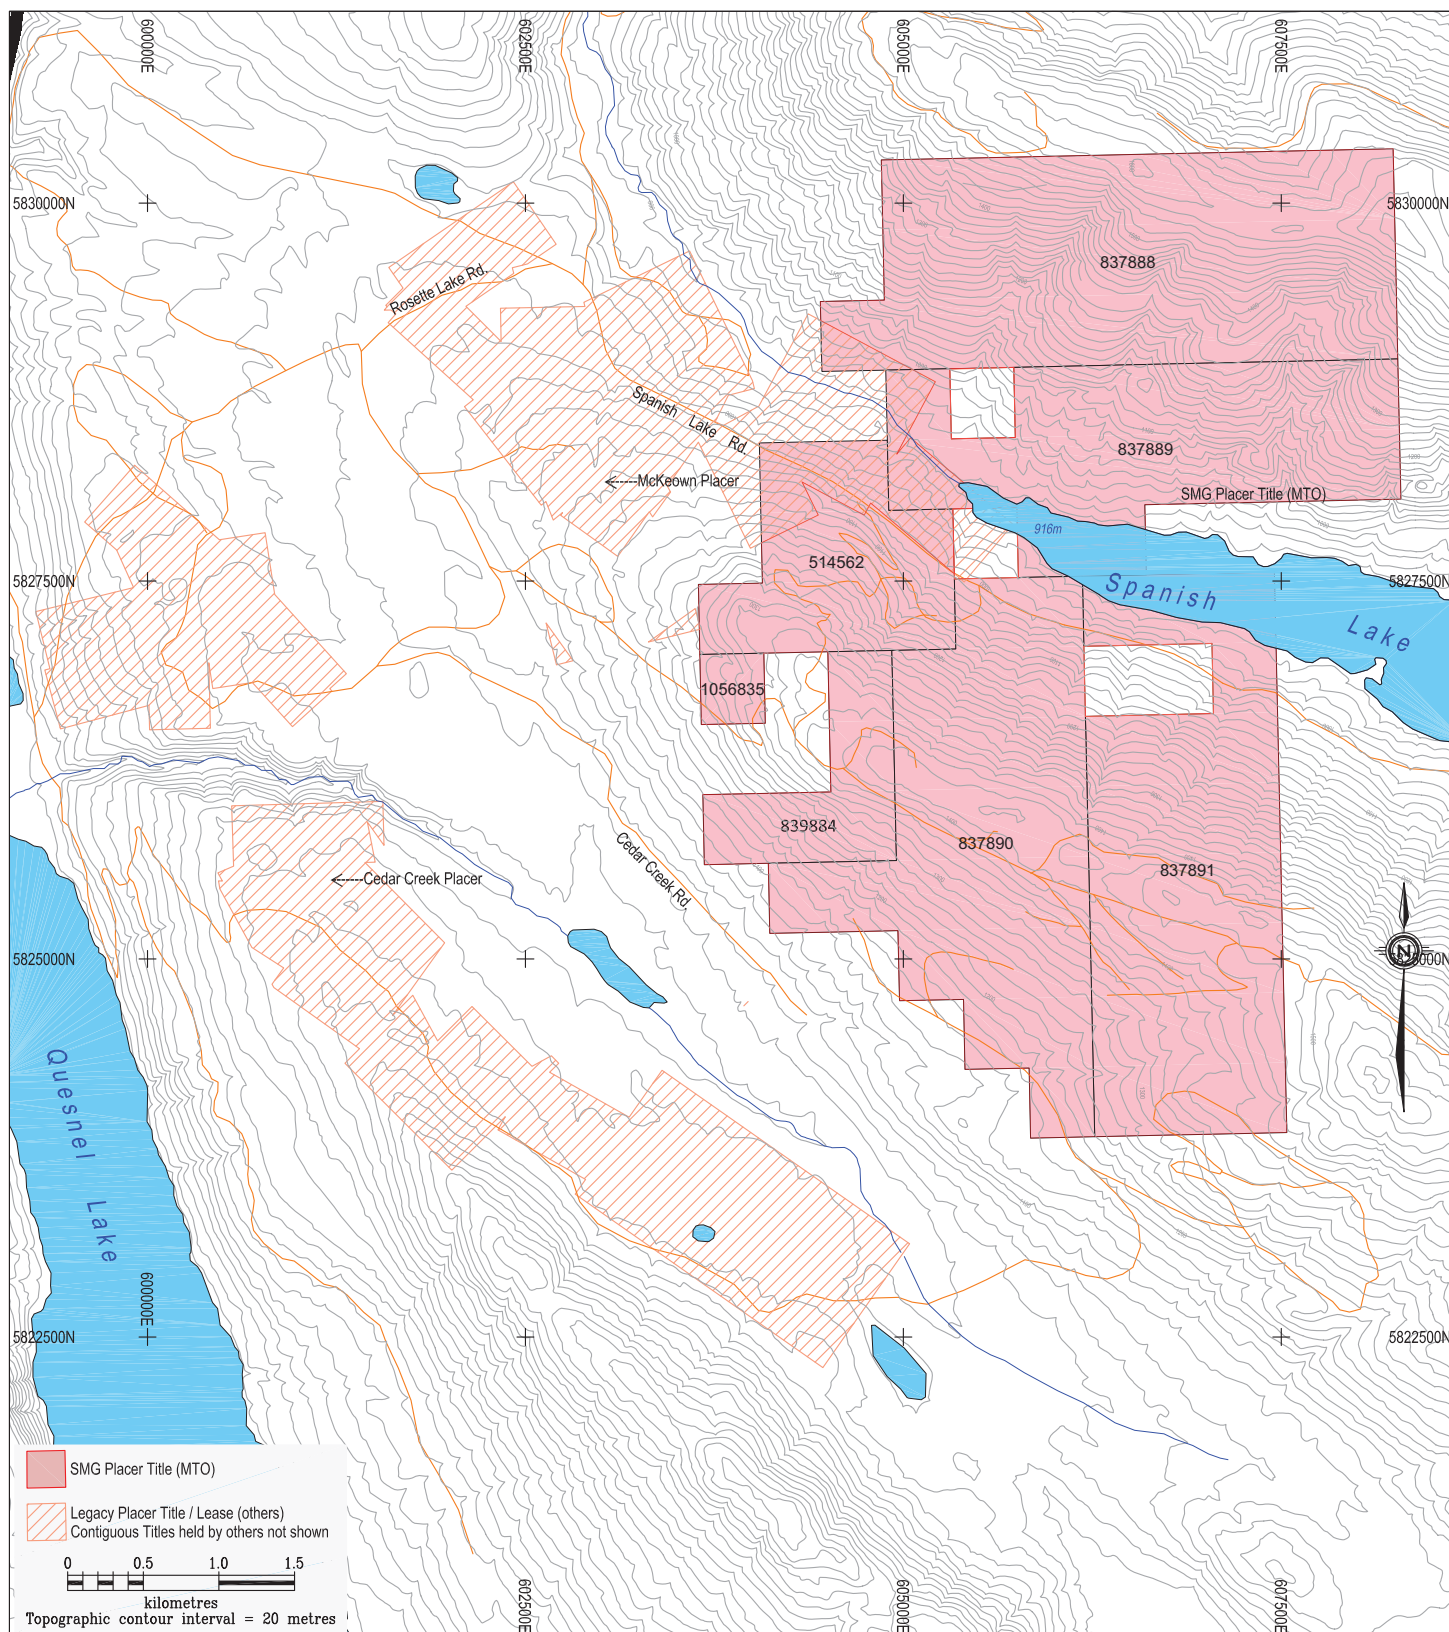 600000E
602500E
605000E
607500E
5830000N
5830000N
837888
Rosette Lake Rd.
Spanish Lake Rd.
837889
McKeown Placer
SMG Placer Title (MTO)
916m
514562
5827500N
5827500N
Spanish
Lake
1056835
839884
837890
837891
Cedar Creek Rd.
Cedar Creek Placer
5825000N
5825000N
N
Quesnel
Lake
600000E
5822500N
5822500N
SMG Placer Title (MTO)
Legacy Placer Title / Lease (others)
Contiguous Titles held by others not shown
0 0.5 1.0 1.5
kilometres
Topographic contour interval = 20 metres
602500E
605000E
607500E